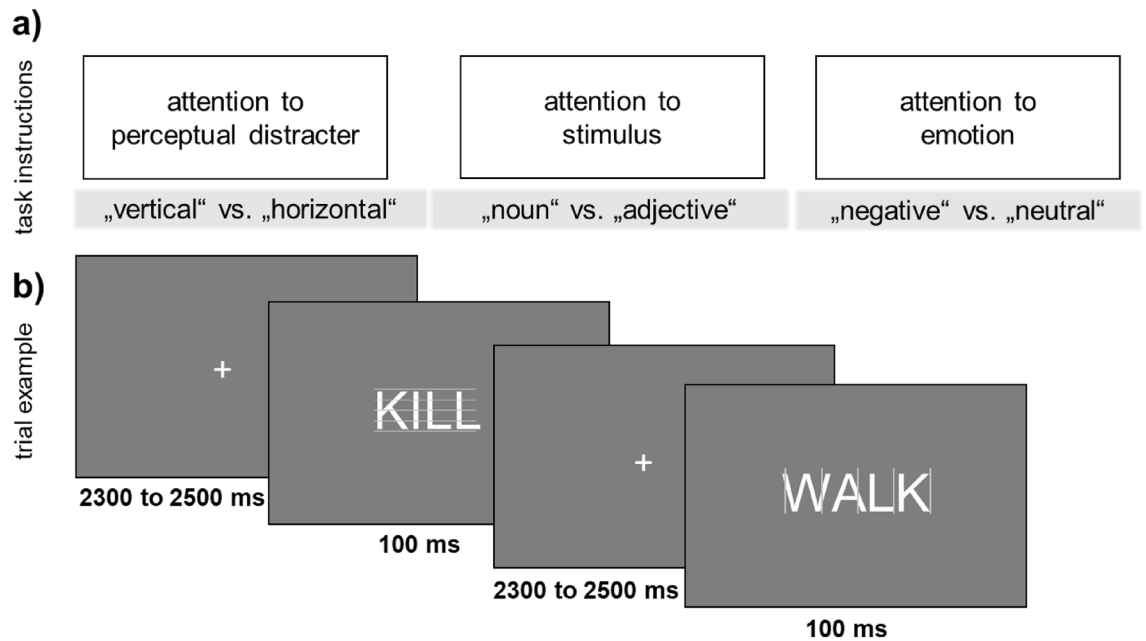 a)
task instructions
attention to
perceptual distracter
attention to
stimulus
attention to
emotion
„vertical“ vs. „horizontal“
„noun“ vs. „adjective“
„negative“ vs. „neutral“
b)
trial example
+
2300 to 2500 ms
KILL
100 ms
+
2300 to 2500 ms
WALK
100 ms